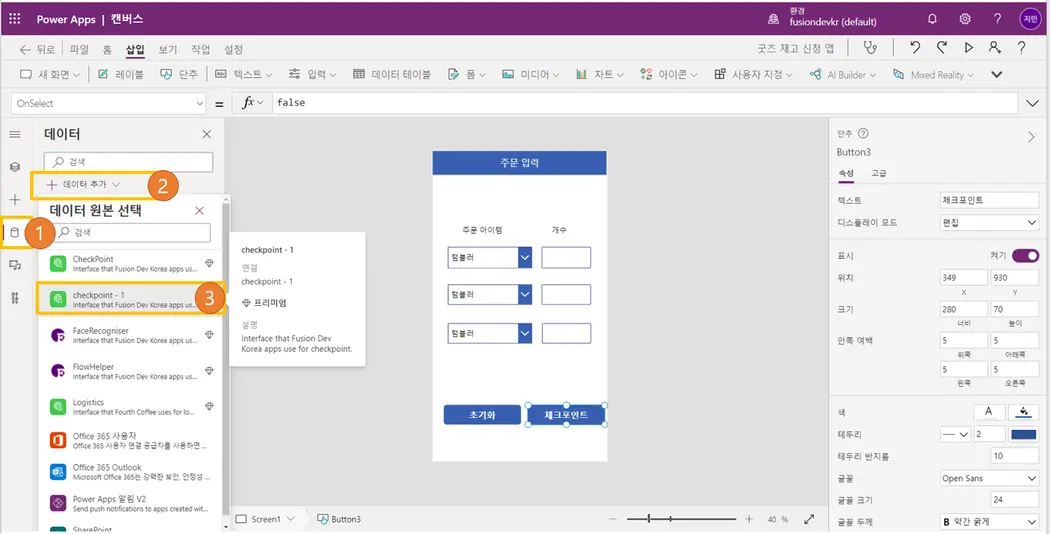 Power Apps | 캔버스
환경
fusiondevkr (default)
지민
뒤로 파일 홈 삽입 보기 작업 설정
굿즈 재고 신청 앱
새 화면 레이블 단추 텍스트 입력 데이터 테이블 폼 미디어 차트 아이콘 사용자 지정 AI Builder Mixed Reality
OnSelect = fx false
데이터
검색
데이터 추가
2
데이터 원본 선택
1
검색
CheckPoint
Interface that Fusion Dev Korea apps us...
checkpoint - 1
Interface that Fusion Dev Korea apps us...
3
FaceRecogniser
Interface that Fusion Dev Korea apps us...
FlowHelper
Interface that Fusion Dev Korea apps us...
Logistics
Interface that Fourth Coffee uses for lo...
Office 365 사용자
Office 365 사용자 연결 공급자를 사용하면 ...
Office 365 Outlook
Microsoft Office 365는 강력한 보안, 안정성 ...
Power Apps 알림 V2
Send push notifications to apps created wit...
SharePoint
checkpoint - 1
연결
checkpoint - 1
프리미엄
설명
Interface that Fusion Dev
Korea apps use for checkpoint.
주문 입력
주문 아이템 개수
텀블러
텀블러
텀블러
초기화 체크포인트
Screen1 Button3
40 %
단추
Button3
속성 고급
텍스트 체크포인트
디스플레이 모드 편집
표시 켜기
위치 349 930
X Y
크기 280 70
너비 높이
안쪽 여백 5 5
위쪽 아래쪽
5 5
왼쪽 오른쪽
색 A
테두리 2
테두리 반지름 10
글꼴 Open Sans
글꼴 크기 24
글꼴 두께 B 약간 굵게